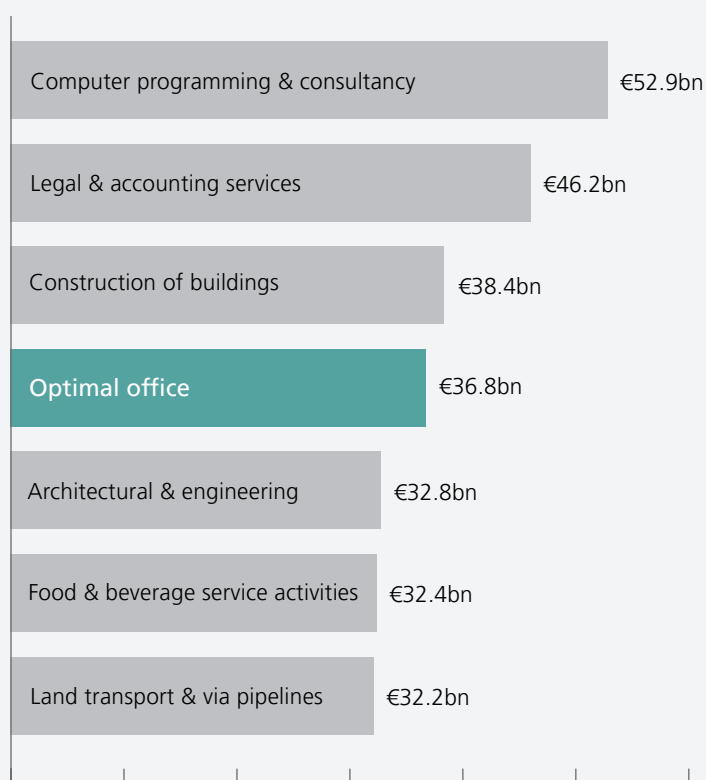 Computer programming & consultancy €52.9bn
Legal & accounting services €46.2bn
Construction of buildings €38.4bn
Optimal office €36.8bn
Architectural & engineering €32.8bn
Food & beverage service activities €32.4bn
Land transport & via pipelines €32.2bn